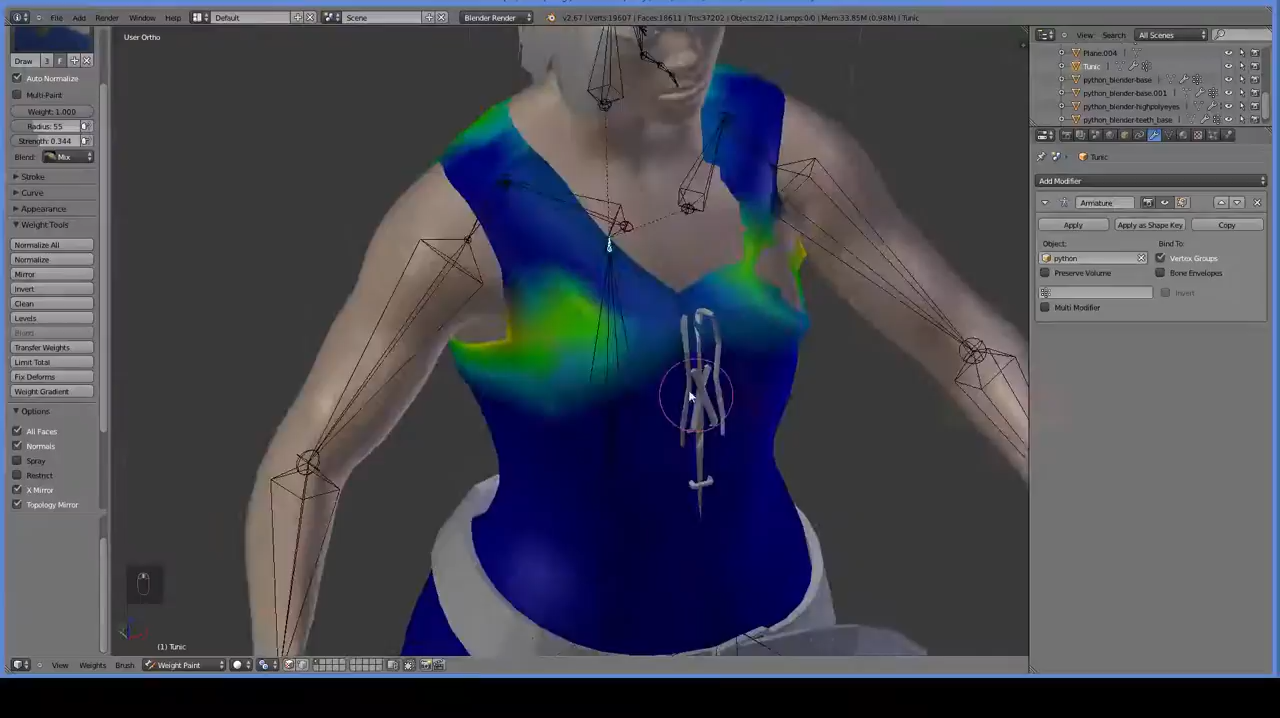 File Add Render Window Help Default Scene Blender Render v2.67 | Verts:19607 | Faces:18611 | Tris:37202 | Objects:2/12 | Lamps:0/0 | Mem:33.85M (0.98M) | Tunic
User Ortho
View Search All Scenes
Plane.004
Tunic
python_blender-base
python_blender-base.001
python_blender-highpolyeyes
python_blender-teeth_base
Draw 3 F
Auto Normalize
Multi-Paint
Weight: 1.000
Radius: 55
Strength: 0.344
Blend: Mix
Stroke
Curve
Appearance
Weight Tools
Normalize All
Normalize
Mirror
Invert
Clean
Levels
Transfer Weights
Limit Total
Fix Deforms
Weight Gradient
Options
All Faces
Normals
Spray
Restrict
X Mirror
Topology Mirror
Tunic
Add Modifier
Armature
Apply Apply as Shape Key Copy
Object: Bind To:
python Vertex Groups
Preserve Volume Bone Envelopes
Invert
Multi Modifier
(1) Tunic
View Weights Brush Weight Paint